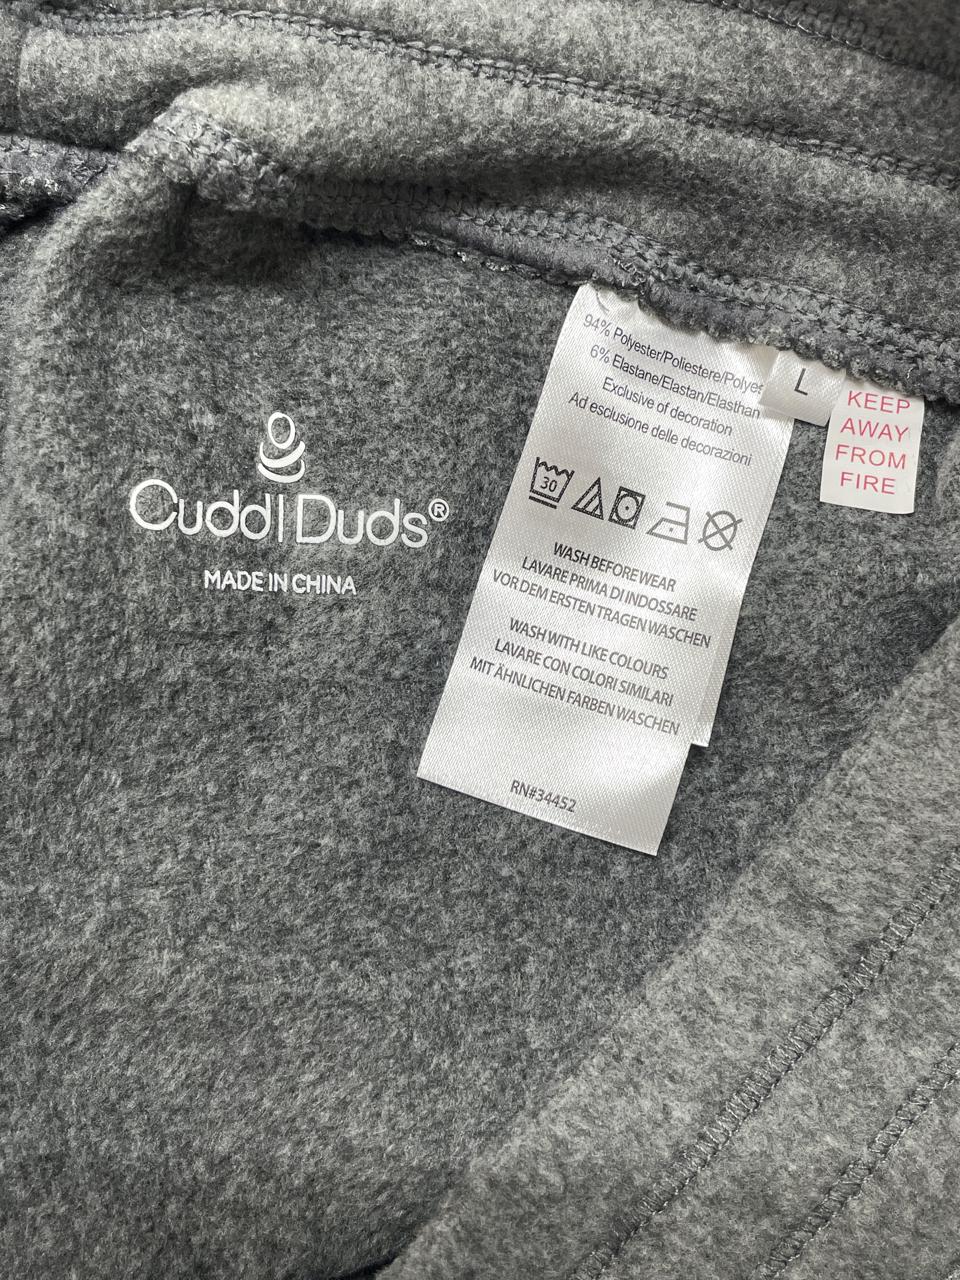 CuddlDuds®
MADE IN CHINA
94% Polyester/Poliestere/Polyes
6% Elastane/Elastan/Elasthan
Exclusive of decoration
Ad esclusione delle decorazioni
30
WASH BEFORE WEAR
LAVARE PRIMA DI INDOSSARE
VOR DEM ERSTEN TRAGEN WASCHEN
WASH WITH LIKE COLOURS
LAVARE CON COLORI SIMILARI
MIT ÄHNLICHEN FARBEN WASCHEN
RN#34452
L
KEEP
AWAY
FROM
FIRE